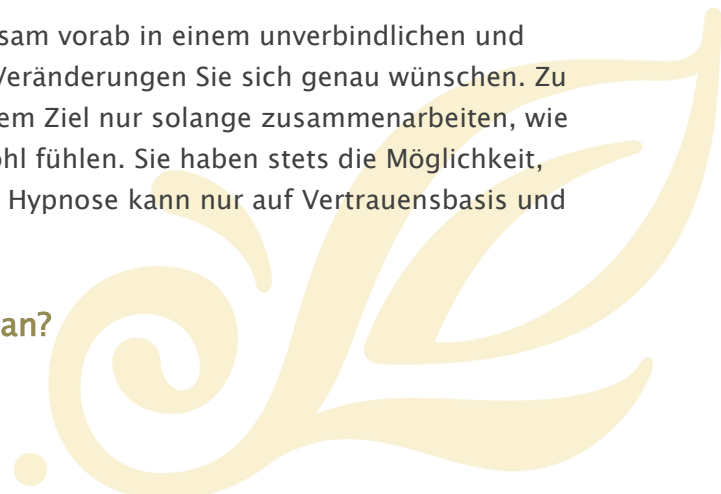 sam vorab in einem unverbindlichen und
Veränderungen Sie sich genau wünschen. Zu
em Ziel nur solange zusammenarbeiten, wie
ohl fühlen. Sie haben stets die Möglichkeit,
Hypnose kann nur auf Vertrauensbasis und
an?